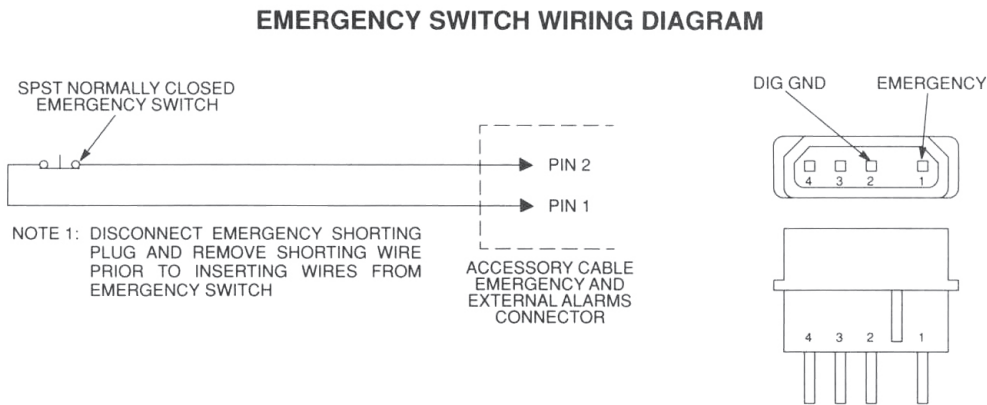 EMERGENCY SWITCH WIRING DIAGRAM
SPST NORMALLY CLOSED
EMERGENCY SWITCH
PIN 2
PIN 1
NOTE 1: DISCONNECT EMERGENCY SHORTING
PLUG AND REMOVE SHORTING WIRE
PRIOR TO INSERTING WIRES FROM
EMERGENCY SWITCH
ACCESSORY CABLE
EMERGENCY AND
EXTERNAL ALARMS
CONNECTOR
DIG GND EMERGENCY
4 3 2 1
4 3 2 1